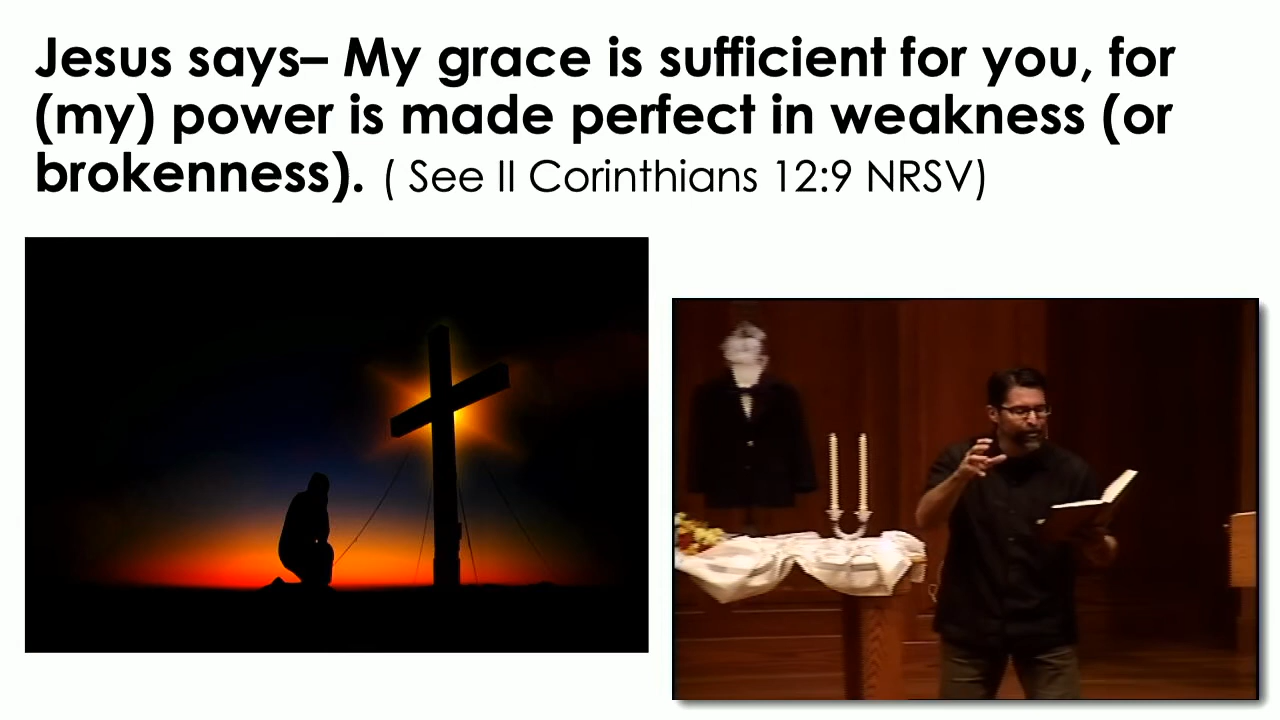 Jesus says– My grace is sufficient for you, for
(my) power is made perfect in weakness (or
brokenness). ( See II Corinthians 12:9 NRSV)